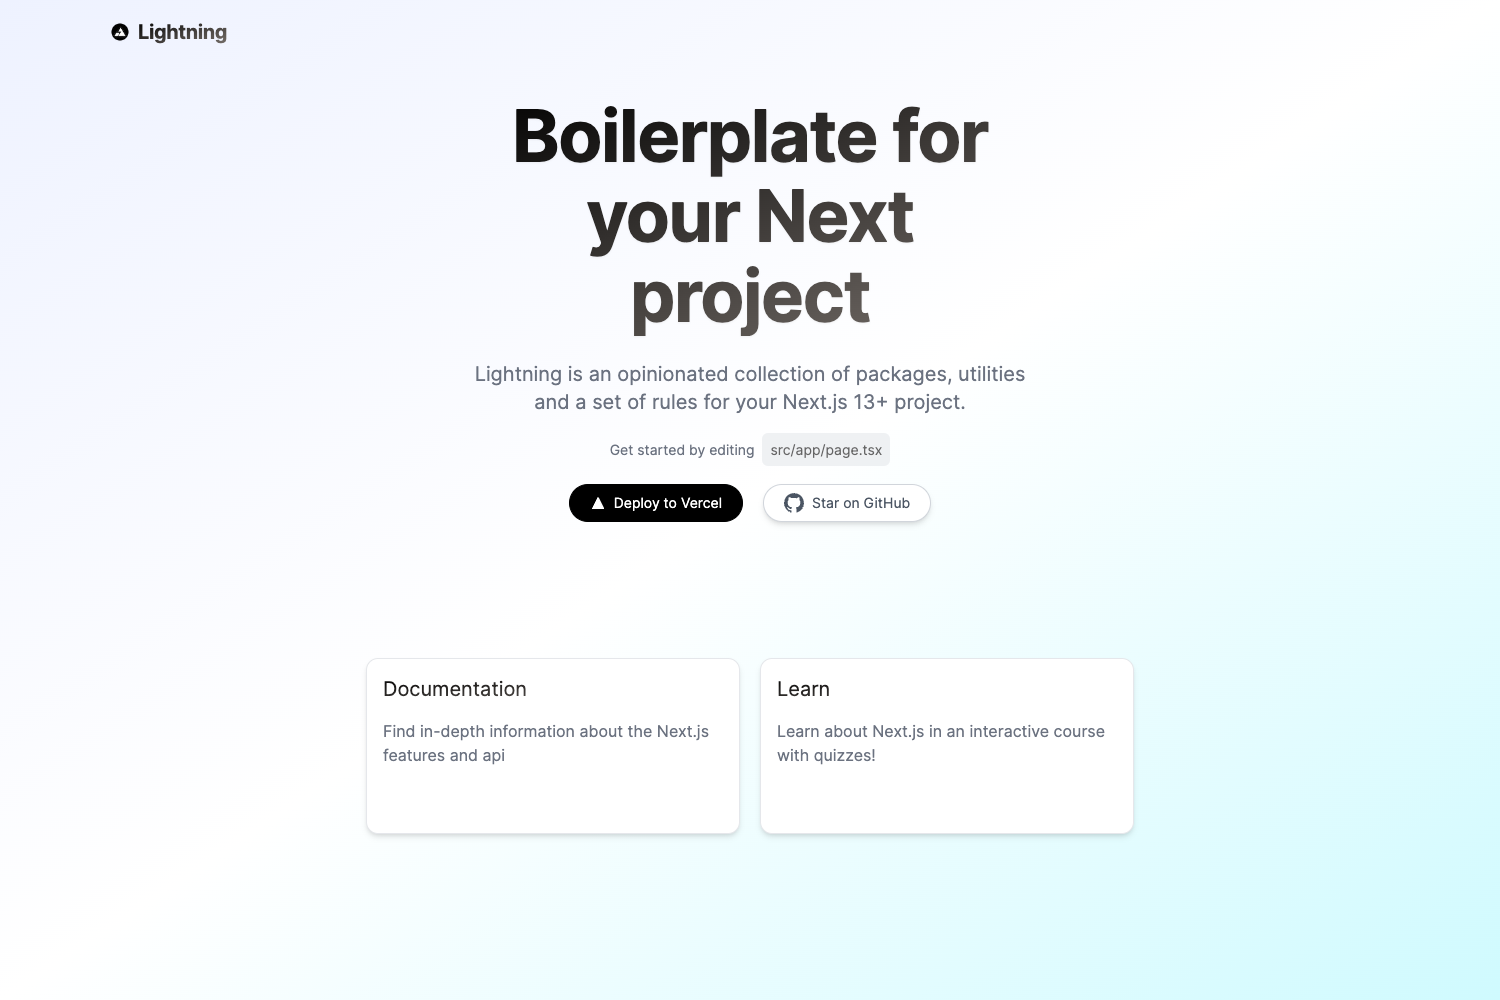 Lightning
Boilerplate for
your Next
project
Lightning is an opinionated collection of packages, utilities
and a set of rules for your Next.js 13+ project.
Get started by editing src/app/page.tsx
Deploy to Vercel
Star on GitHub
Documentation
Find in-depth information about the Next.js
features and api
Learn
Learn about Next.js in an interactive course
with quizzes!